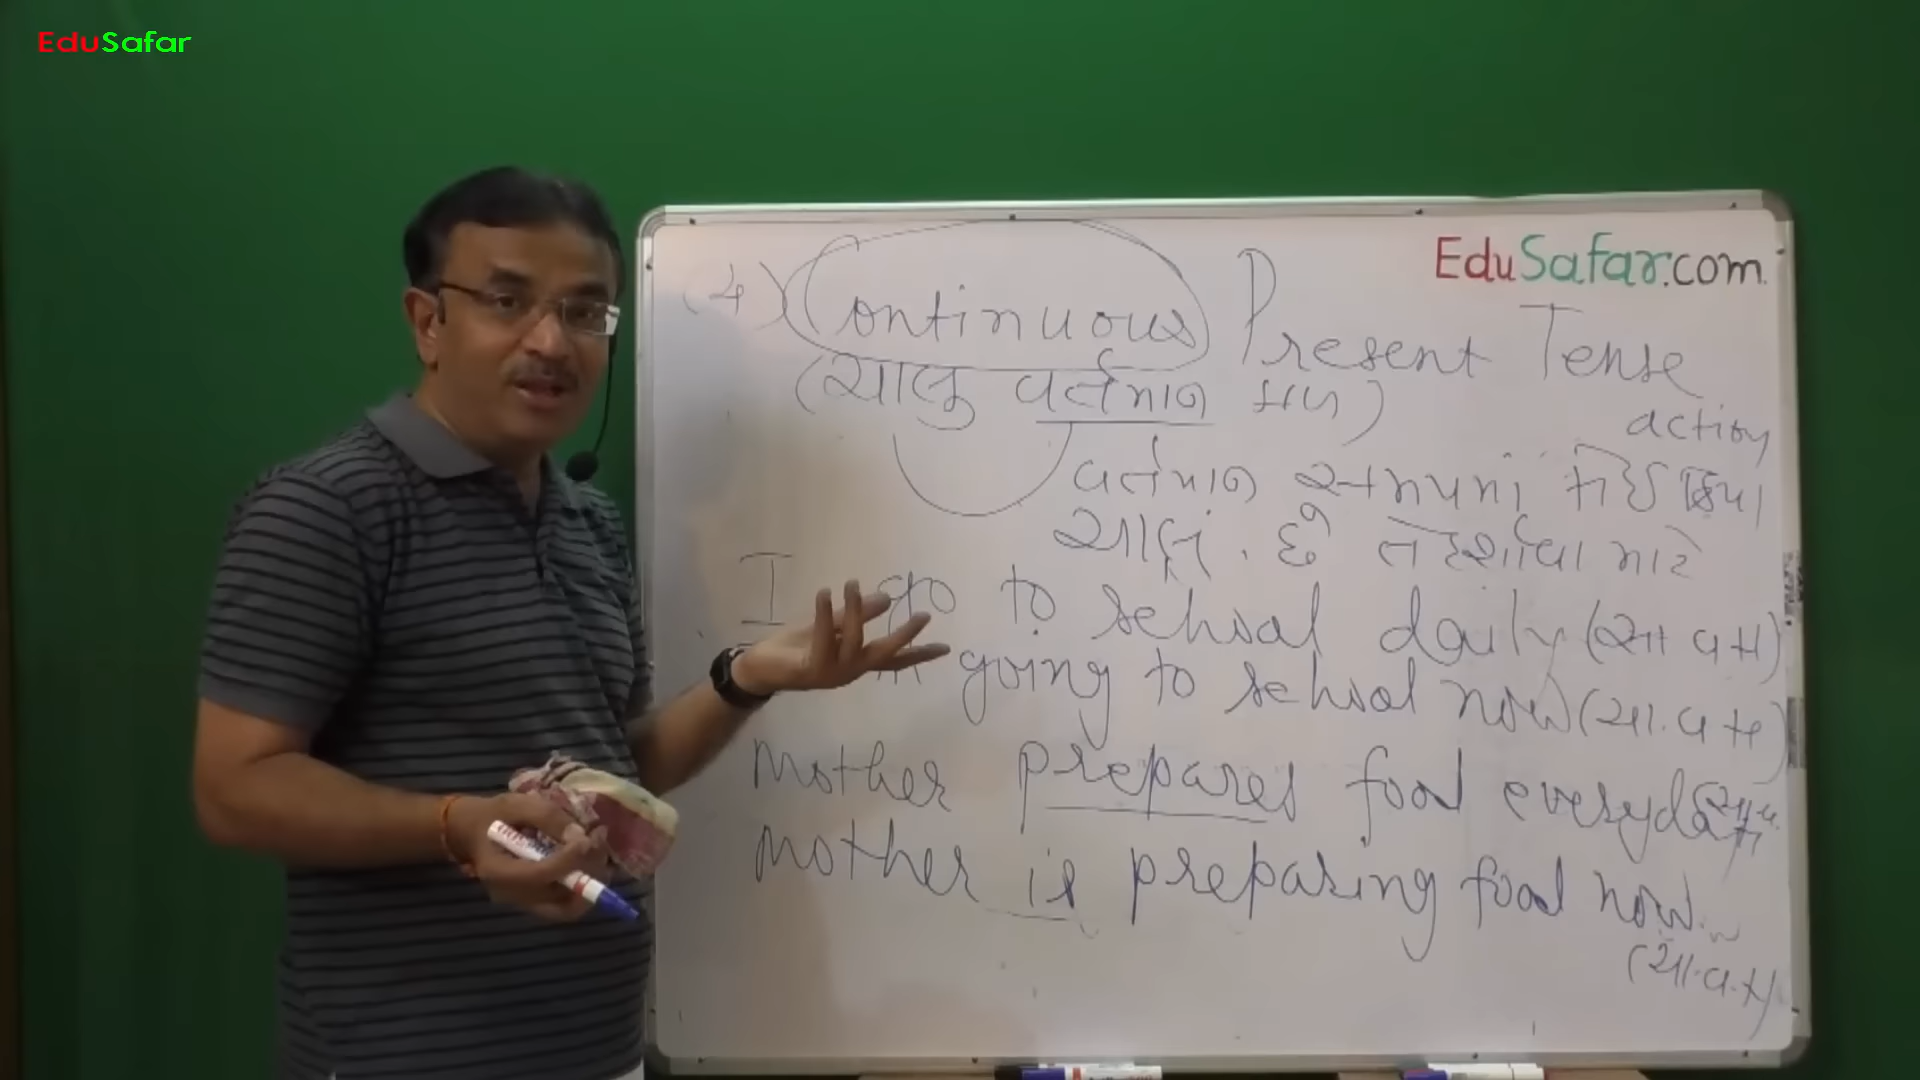 EduSafar
EduSafar.com
(4) Continuous Present Tense
(ચાલુ વર્તમાન કાળ)
action
વર્તમાન સમયમાં કોઈ ક્રિયા
ચાલુ છે તે દર્શાવવા માટે
I go to school daily (સા વ કા)
going to school now (ચા. વ કા)
mother prepares food everyday
mother is preparing food now.
(ચા. વ. કા)